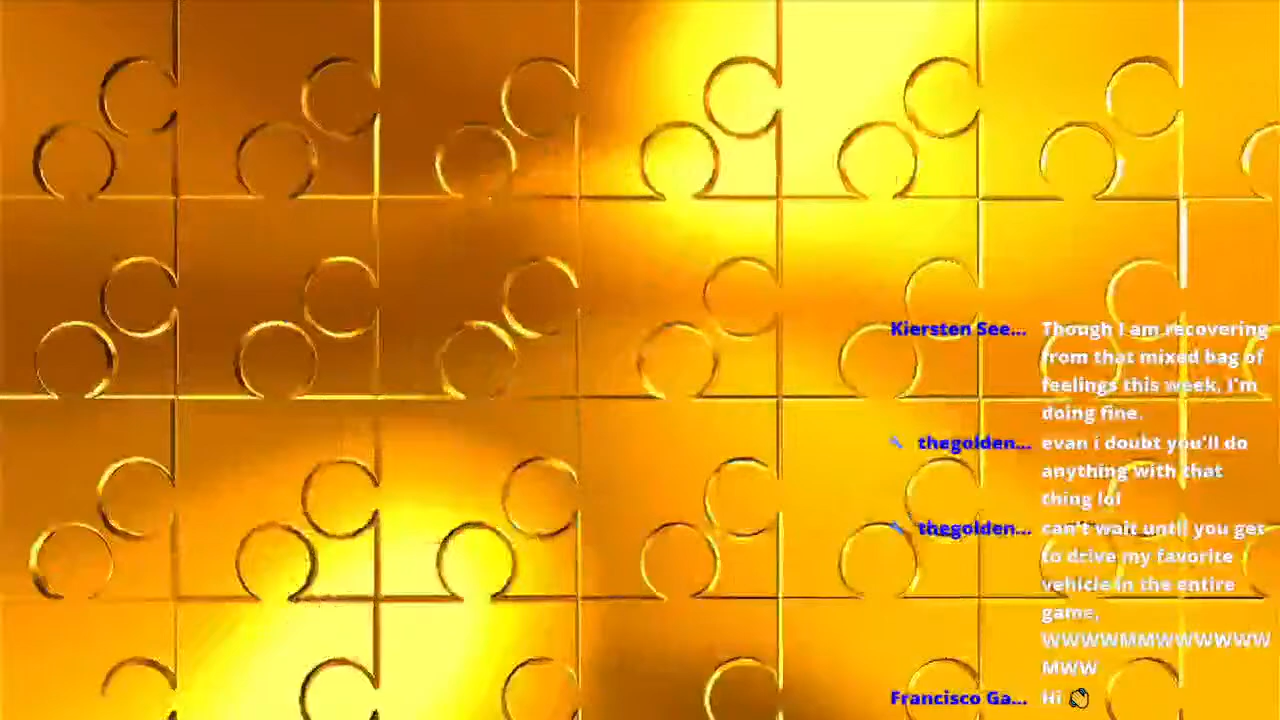 Kiersten See... Though I am recovering
from that mixed bag of
feelings this week, I'm
doing fine.
thegolden... evan i doubt you'll do
anything with that
thing lol
thegolden... can't wait until you get
to drive my favorite
vehicle in the entire
game,
WWWWMMWWWWWW
MWW
Francisco Ga... Hi 👋